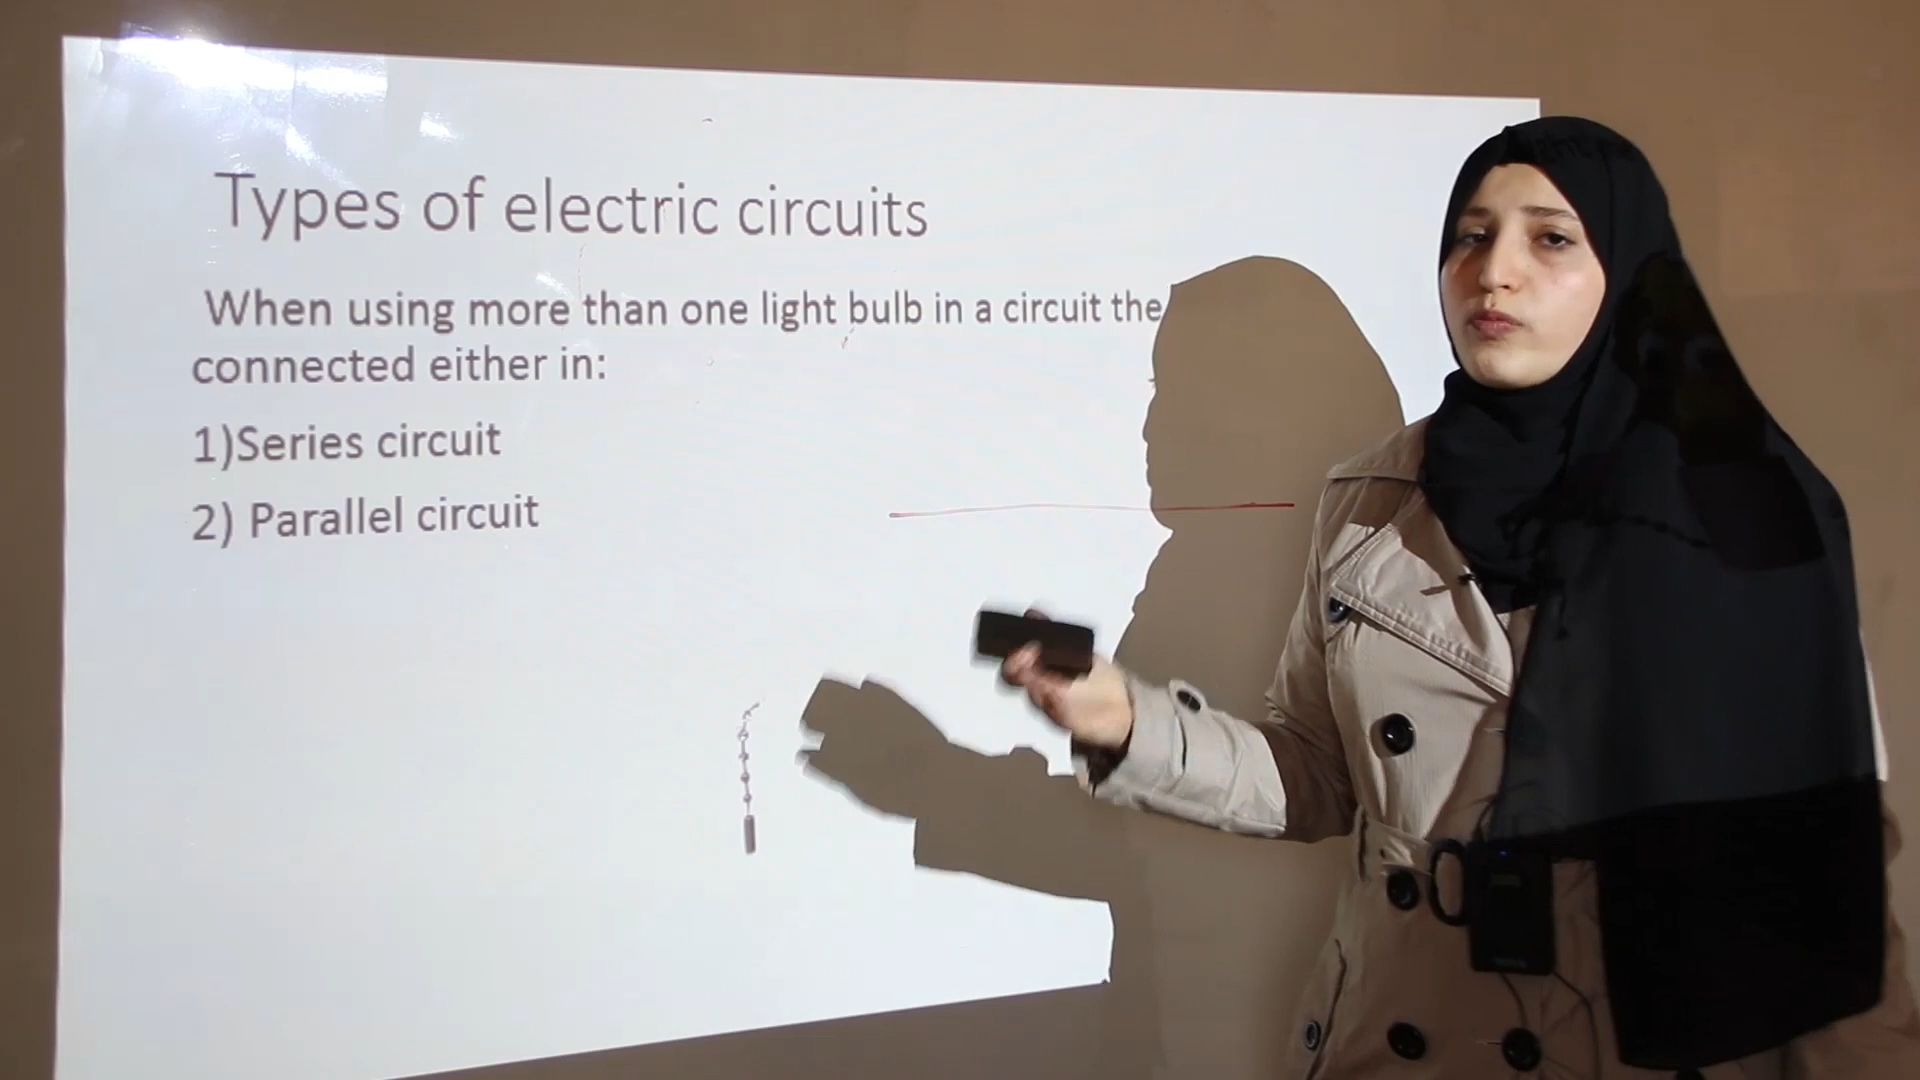 Types of electric circuits
When using more than one light bulb in a circuit the
connected either in:
1)Series circuit
2) Parallel circuit